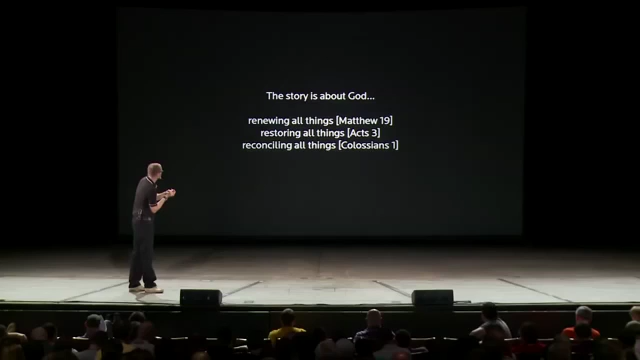 The story is about God...
renewing all things [Matthew 19]
restoring all things [Acts 3]
reconciling all things [Colossians 1]